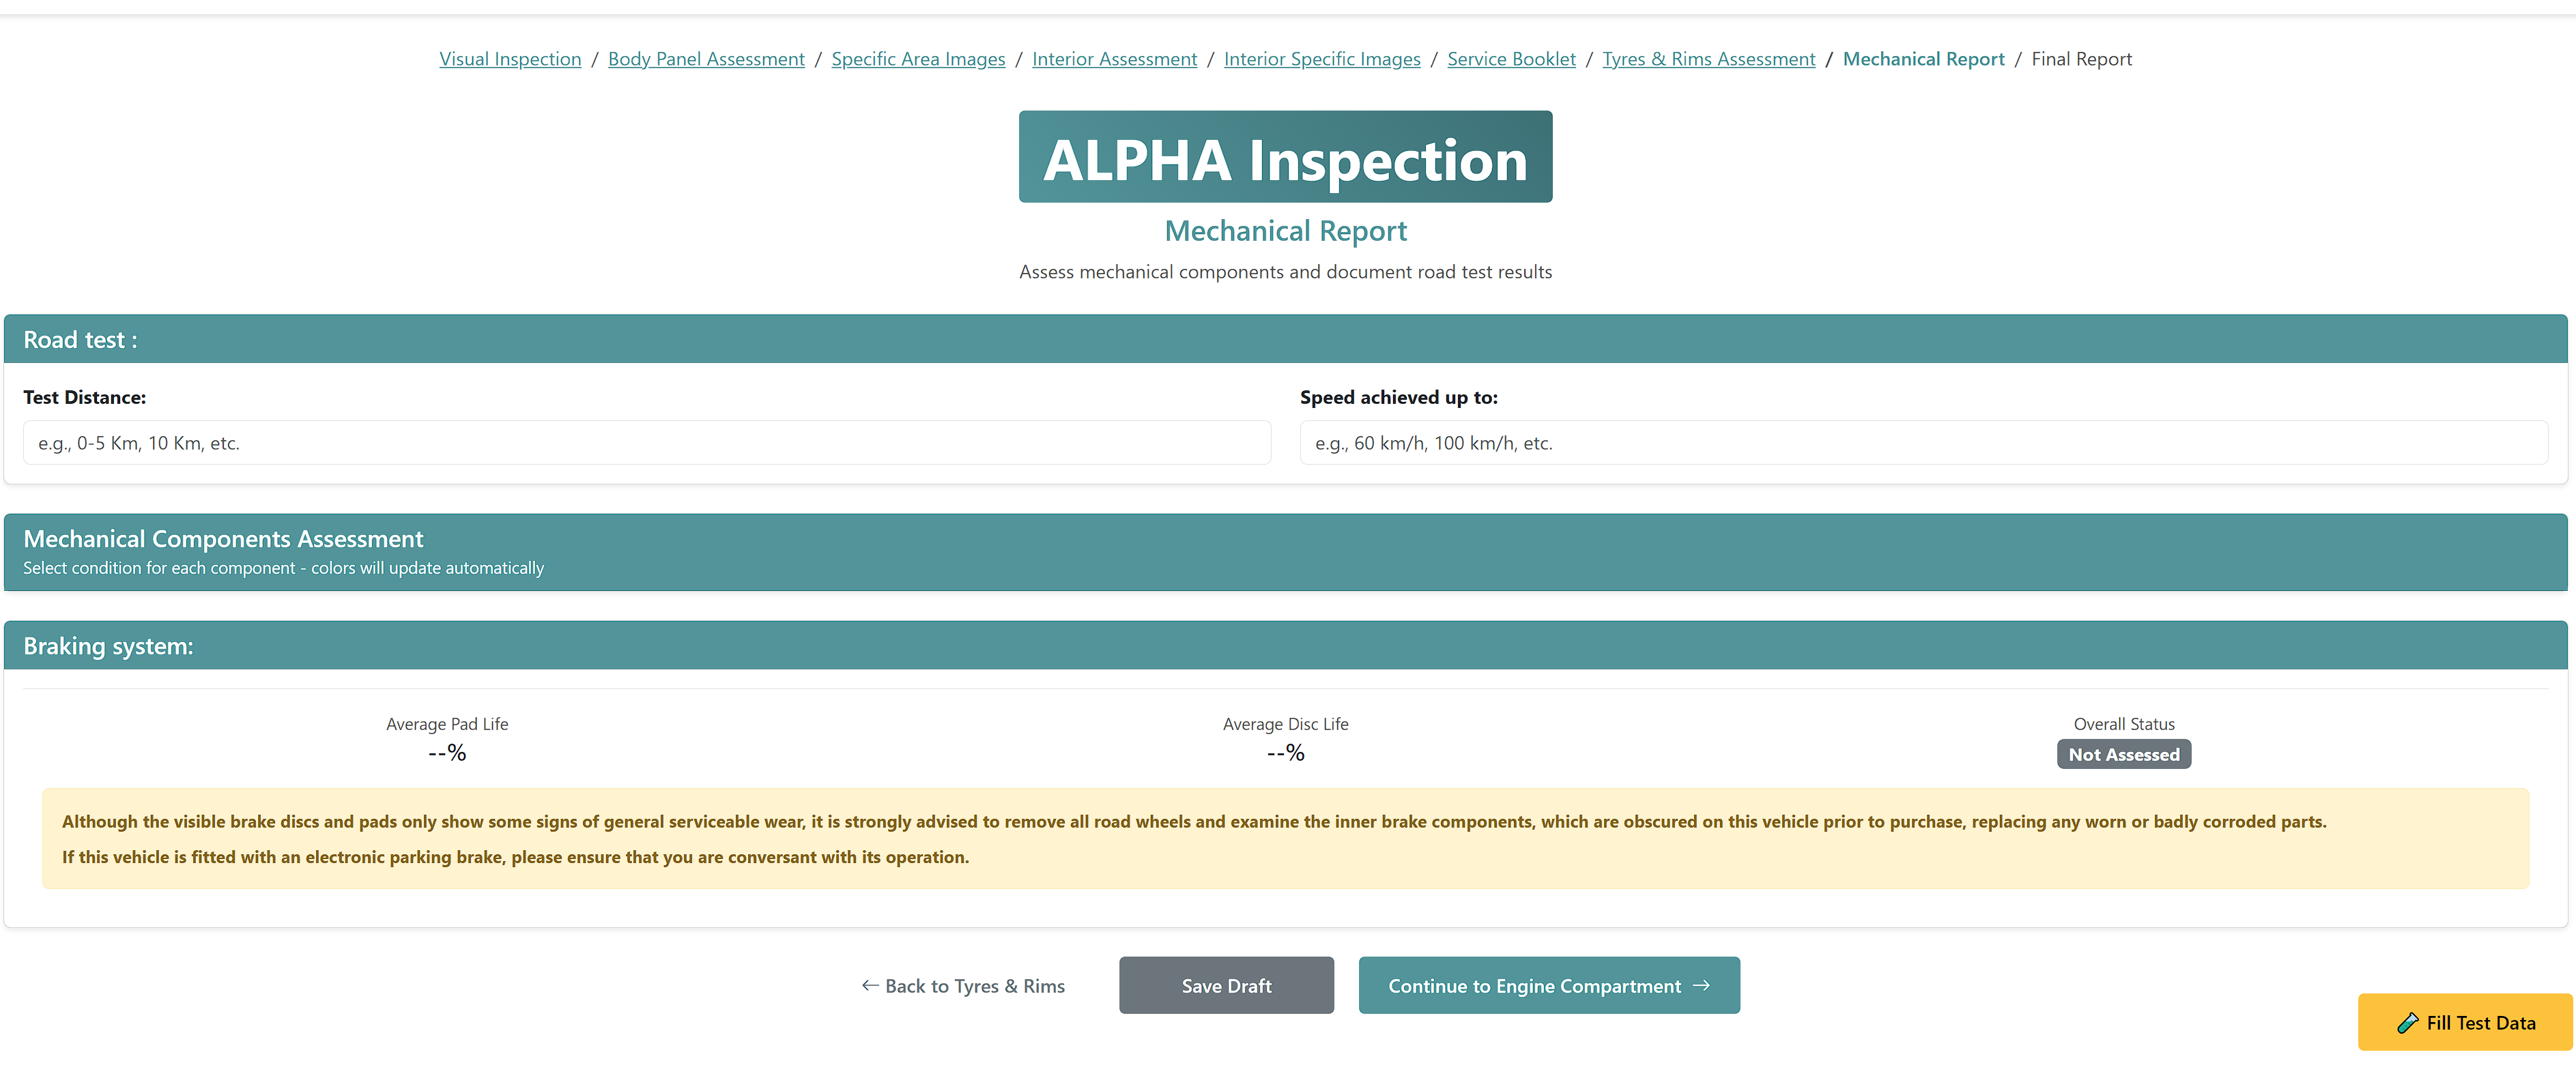 Visual Inspection / Body Panel Assessment / Specific Area Images / Interior Assessment / Interior Specific Images / Service Booklet / Tyres & Rims Assessment / Mechanical Report / Final Report
ALPHA Inspection
Mechanical Report
Assess mechanical components and document road test results
Road test :
Test Distance:
e.g., 0-5 Km, 10 Km, etc.
Speed achieved up to:
e.g., 60 km/h, 100 km/h, etc.
Mechanical Components Assessment
Select condition for each component - colors will update automatically
Braking system:
Average Pad Life
--%
Average Disc Life
--%
Overall Status
Not Assessed
Although the visible brake discs and pads only show some signs of general serviceable wear, it is strongly advised to remove all road wheels and examine the inner brake components, which are obscured on this vehicle prior to purchase, replacing any worn or badly corroded parts.
If this vehicle is fitted with an electronic parking brake, please ensure that you are conversant with its operation.
← Back to Tyres & Rims
Save Draft
Continue to Engine Compartment →
Fill Test Data